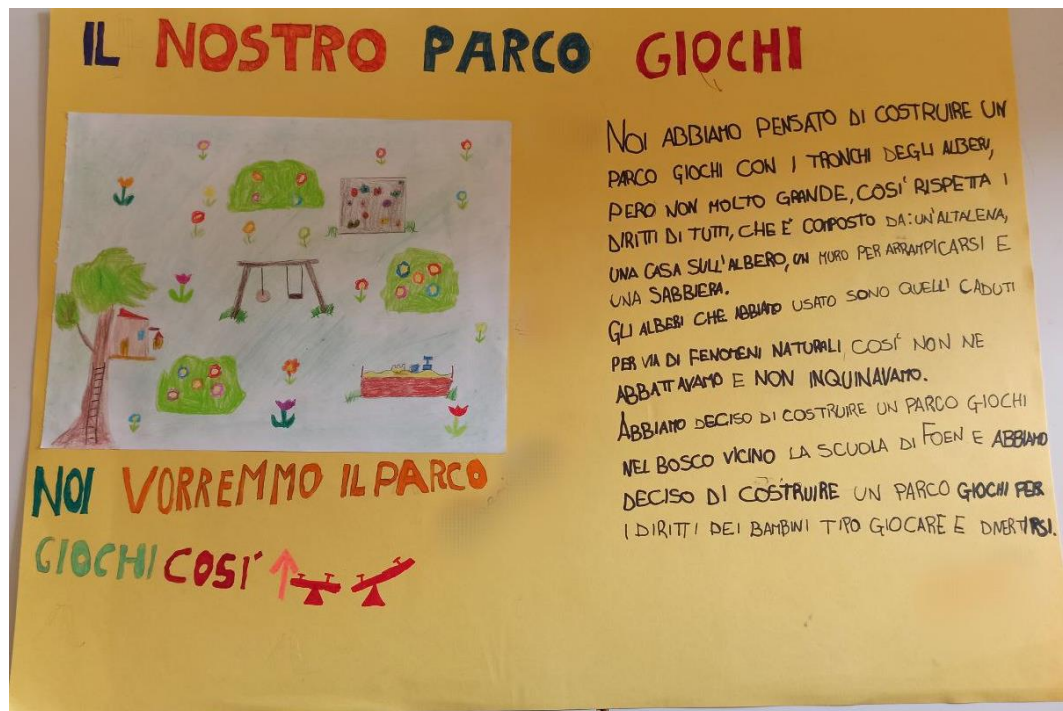 IL NOSTRO PARCO GIOCHI
NOI VORREMMO IL PARCO
GIOCHI COSI'
NOI ABBIAMO PENSATO DI COSTRUIRE UN
PARCO GIOCHI CON I TRONCHI DEGLI ALBERI,
PERO NON MOLTO GRANDE, COSI' RISPETTA I
DIRITTI DI TUTTI, CHE E' COMPOSTO DA: UN'ALTALENA,
UNA CASA SULL'ALBERO, UN MURO PER ARRAMPICARSI E
UNA SABBIERA.
GLI ALBERI CHE ABBIAMO USATO SONO QUELLI CADUTI
PER VIA DI FENOMENI NATURALI, COSI' NON NE
ABBATTAVAMO E NON INQUINAVAMO.
ABBIAMO DECISO DI COSTRUIRE UN PARCO GIOCHI
NEL BOSCO VICINO LA SCUOLA DI FOEN E ABBIAMO
DECISO DI COSTRUIRE UN PARCO GIOCHI PER
I DIRITTI DEI BAMBINI TIPO GIOCARE E DIVERTIRSI.